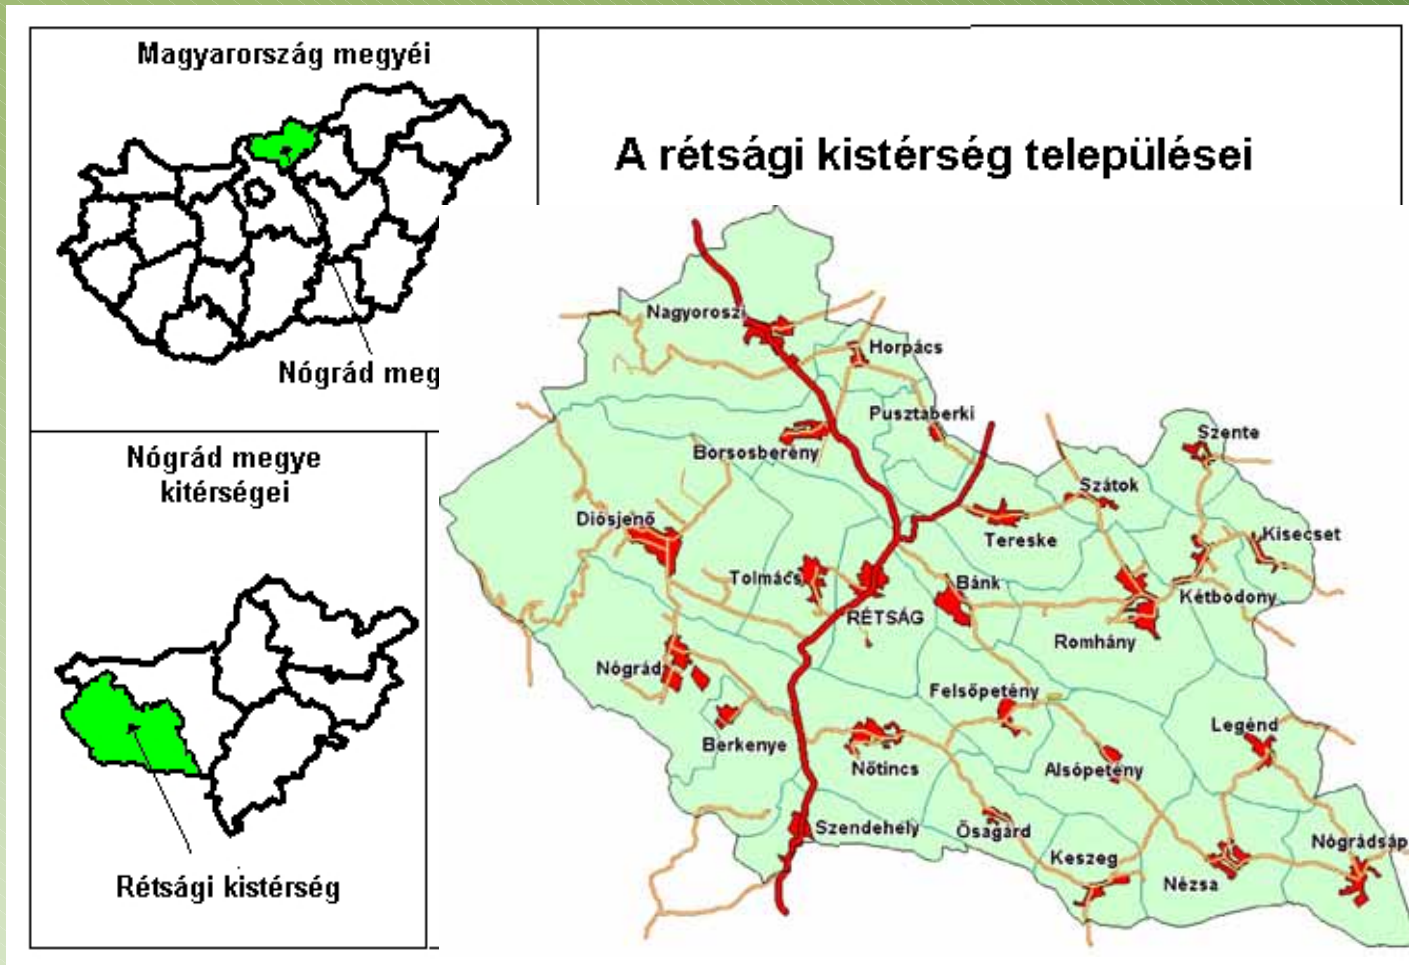 Magyarország megyéi
A rétsági kistérség települései
Nógrád meg
Nógrád megye
kitérségei
Rétsági kistérség
Nagyoroszi
Horpács
Pusztaberki
Borsosberény
Szente
Szátok
Diósjenő
Tereske
Kisecset
Tolmács
Bánk
RÉTSÁG
Kétbodony
Romhány
Nógrád
Felsőpetény
Legénd
Berkenye
Nőtincs
Alsópetény
Szendehely
Ősagárd
Nógrádsáp
Keszeg
Nézsa